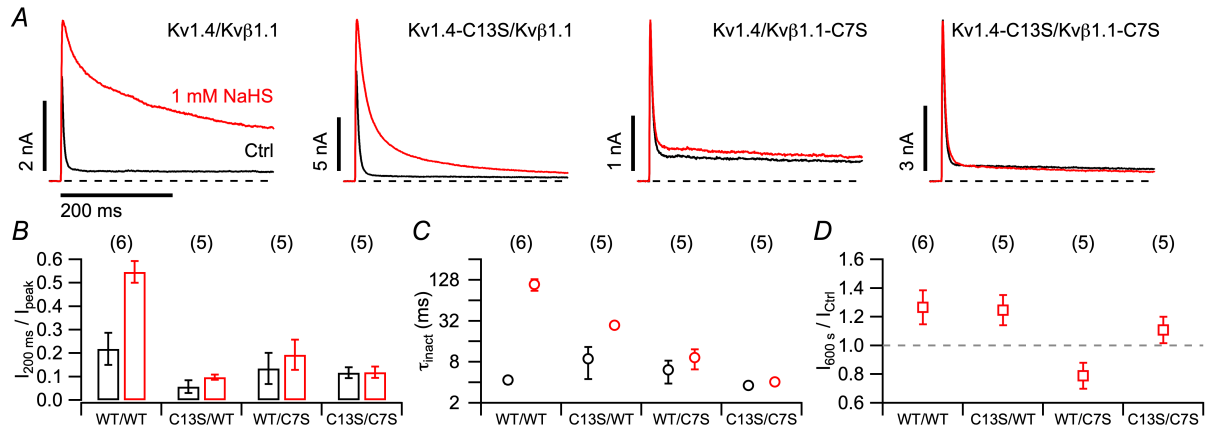 A
Kv1.4/Kvβ1.1
Kv1.4-C13S/Kvβ1.1
Kv1.4/Kvβ1.1-C7S
Kv1.4-C13S/Kvβ1.1-C7S
1 mM NaHS
Ctrl
2 nA
5 nA
1 nA
3 nA
200 ms
B
(6)
(5)
(5)
(5)
I200 ms / Ipeak
0.6
0.5
0.4
0.3
0.2
0.1
0.0
WT/WT
C13S/WT
WT/C7S
C13S/C7S
C
(6)
(5)
(5)
(5)
τinact (ms)
128
32
8
2
WT/WT
C13S/WT
WT/C7S
C13S/C7S
D
(6)
(5)
(5)
(5)
I600 s / ICtrl
1.6
1.4
1.2
1.0
0.8
0.6
WT/WT
C13S/WT
WT/C7S
C13S/C7S